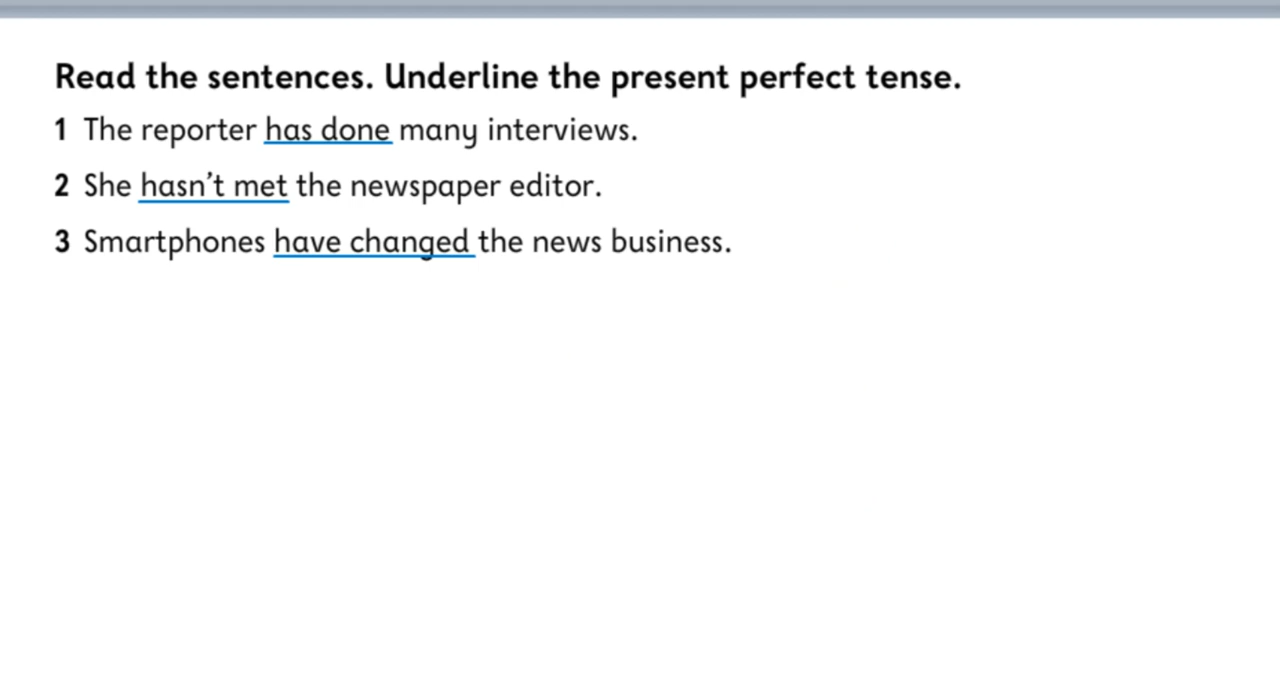 Read the sentences. Underline the present perfect tense.
1 The reporter has done many interviews.
2 She hasn’t met the newspaper editor.
3 Smartphones have changed the news business.